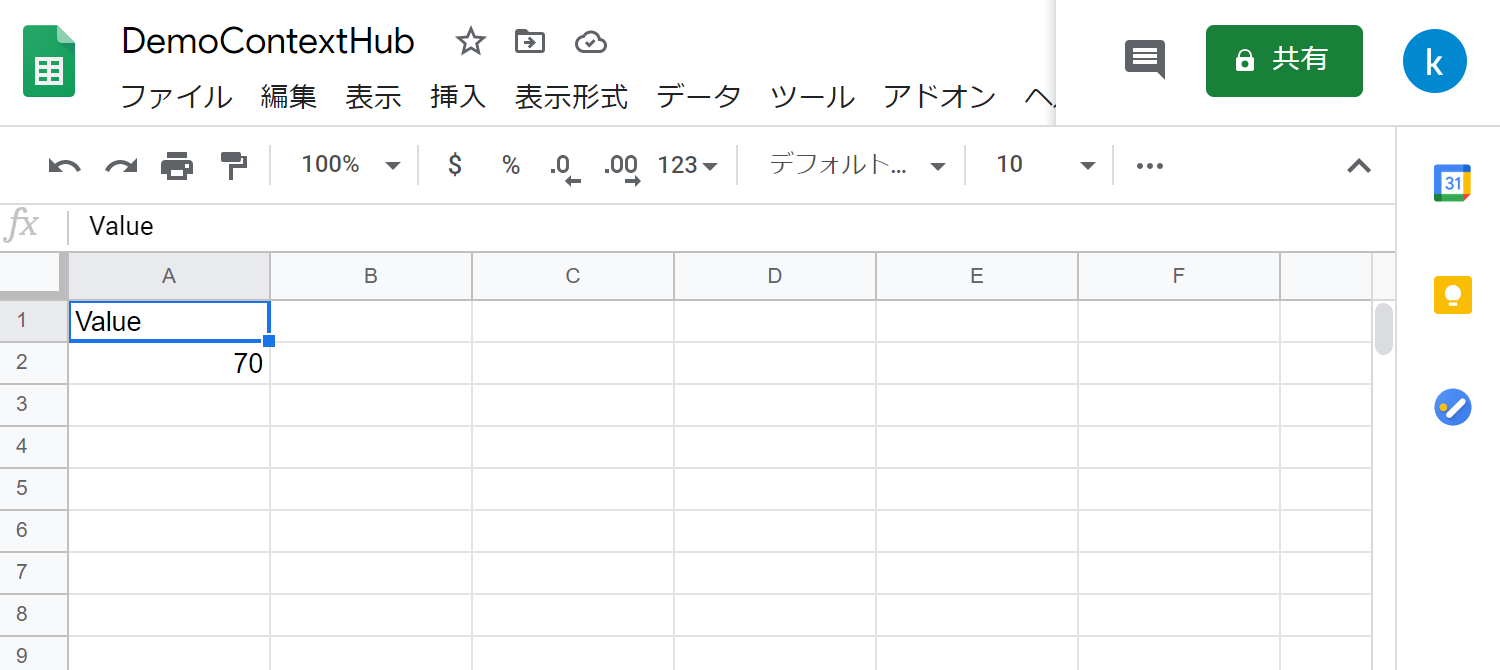 DemoContextHub
ファイル 編集 表示 挿入 表示形式 データ ツール アドオン
共有
k
100% $ % .0 .00 123 デフォルト... 10
31
fx Value
A B C D E F
1 Value
2 70
3
4
5
6
7
8
9